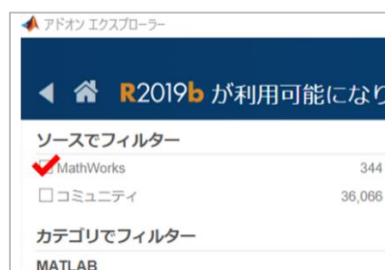 アドオン エクスプローラー
R2019b が利用可能になり
ソースでフィルター
MathWorks 344
コミュニティ 36,066
カテゴリでフィルター
MATLAB